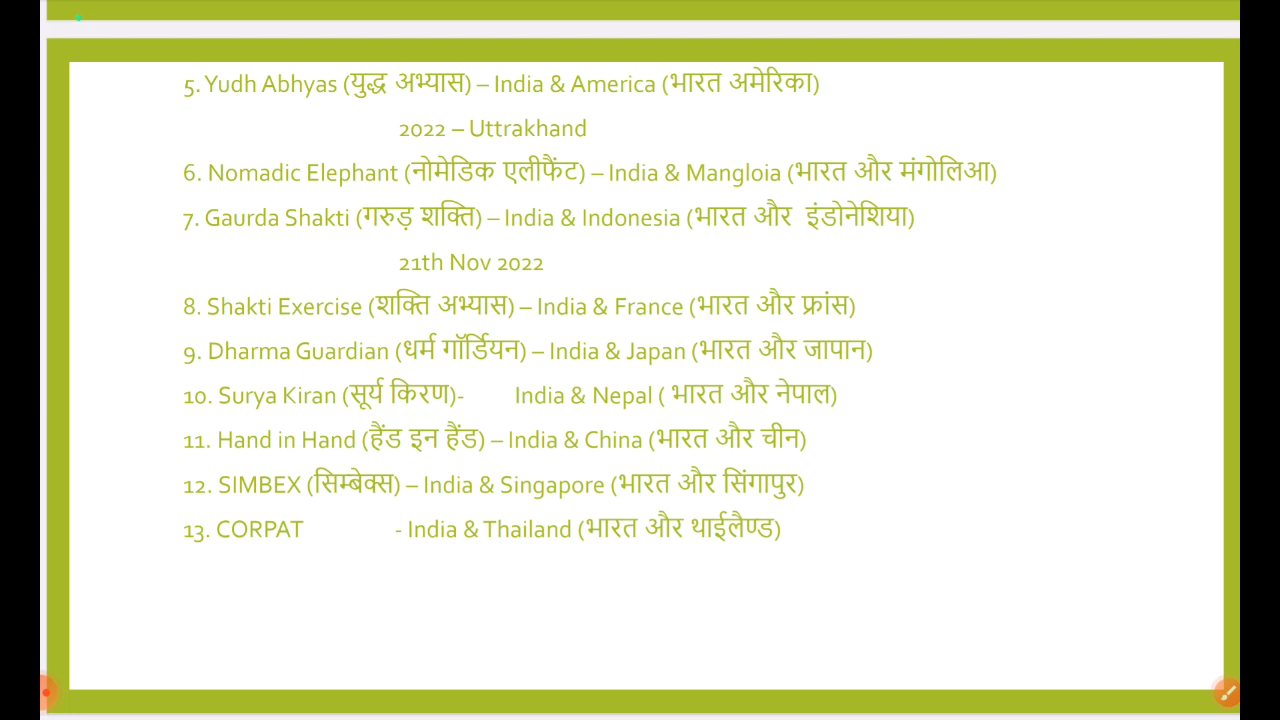 5. Yudh Abhyas (युद्ध अभ्यास) – India & America (भारत अमेरिका)
2022 – Uttrakhand
6. Nomadic Elephant (नोमेडिक एलीफैंट) – India & Mangloia (भारत और मंगोलिआ)
7. Gaurda Shakti (गरुड़ शक्ति) – India & Indonesia (भारत और इंडोनेशिया)
21th Nov 2022
8. Shakti Exercise (शक्ति अभ्यास) – India & France (भारत और फ्रांस)
9. Dharma Guardian (धर्म गॉर्डियन) – India & Japan (भारत और जापान)
10. Surya Kiran (सूर्य किरण)- India & Nepal ( भारत और नेपाल)
11. Hand in Hand (हैंड इन हैंड) – India & China (भारत और चीन)
12. SIMBEX (सिम्बेक्स) – India & Singapore (भारत और सिंगापुर)
13. CORPAT - India & Thailand (भारत और थाईलैण्ड)